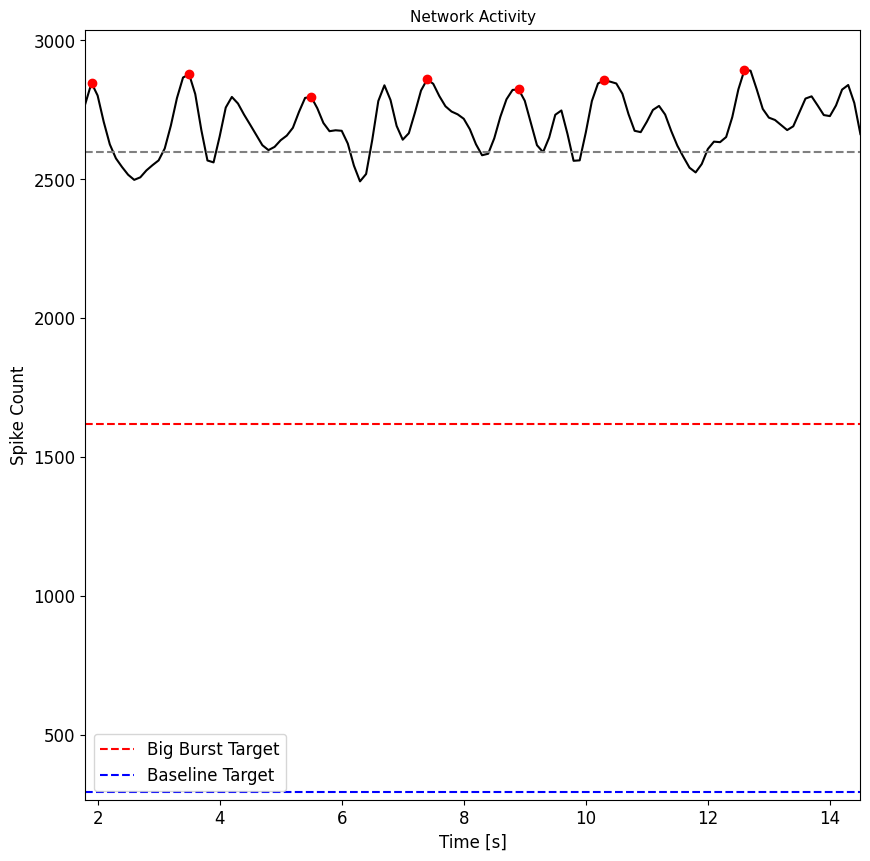 Network Activity
3000
2500
2000
1500
1000
500
Spike Count
Big Burst Target
Baseline Target
2 4 6 8 10 12 14
Time [s]